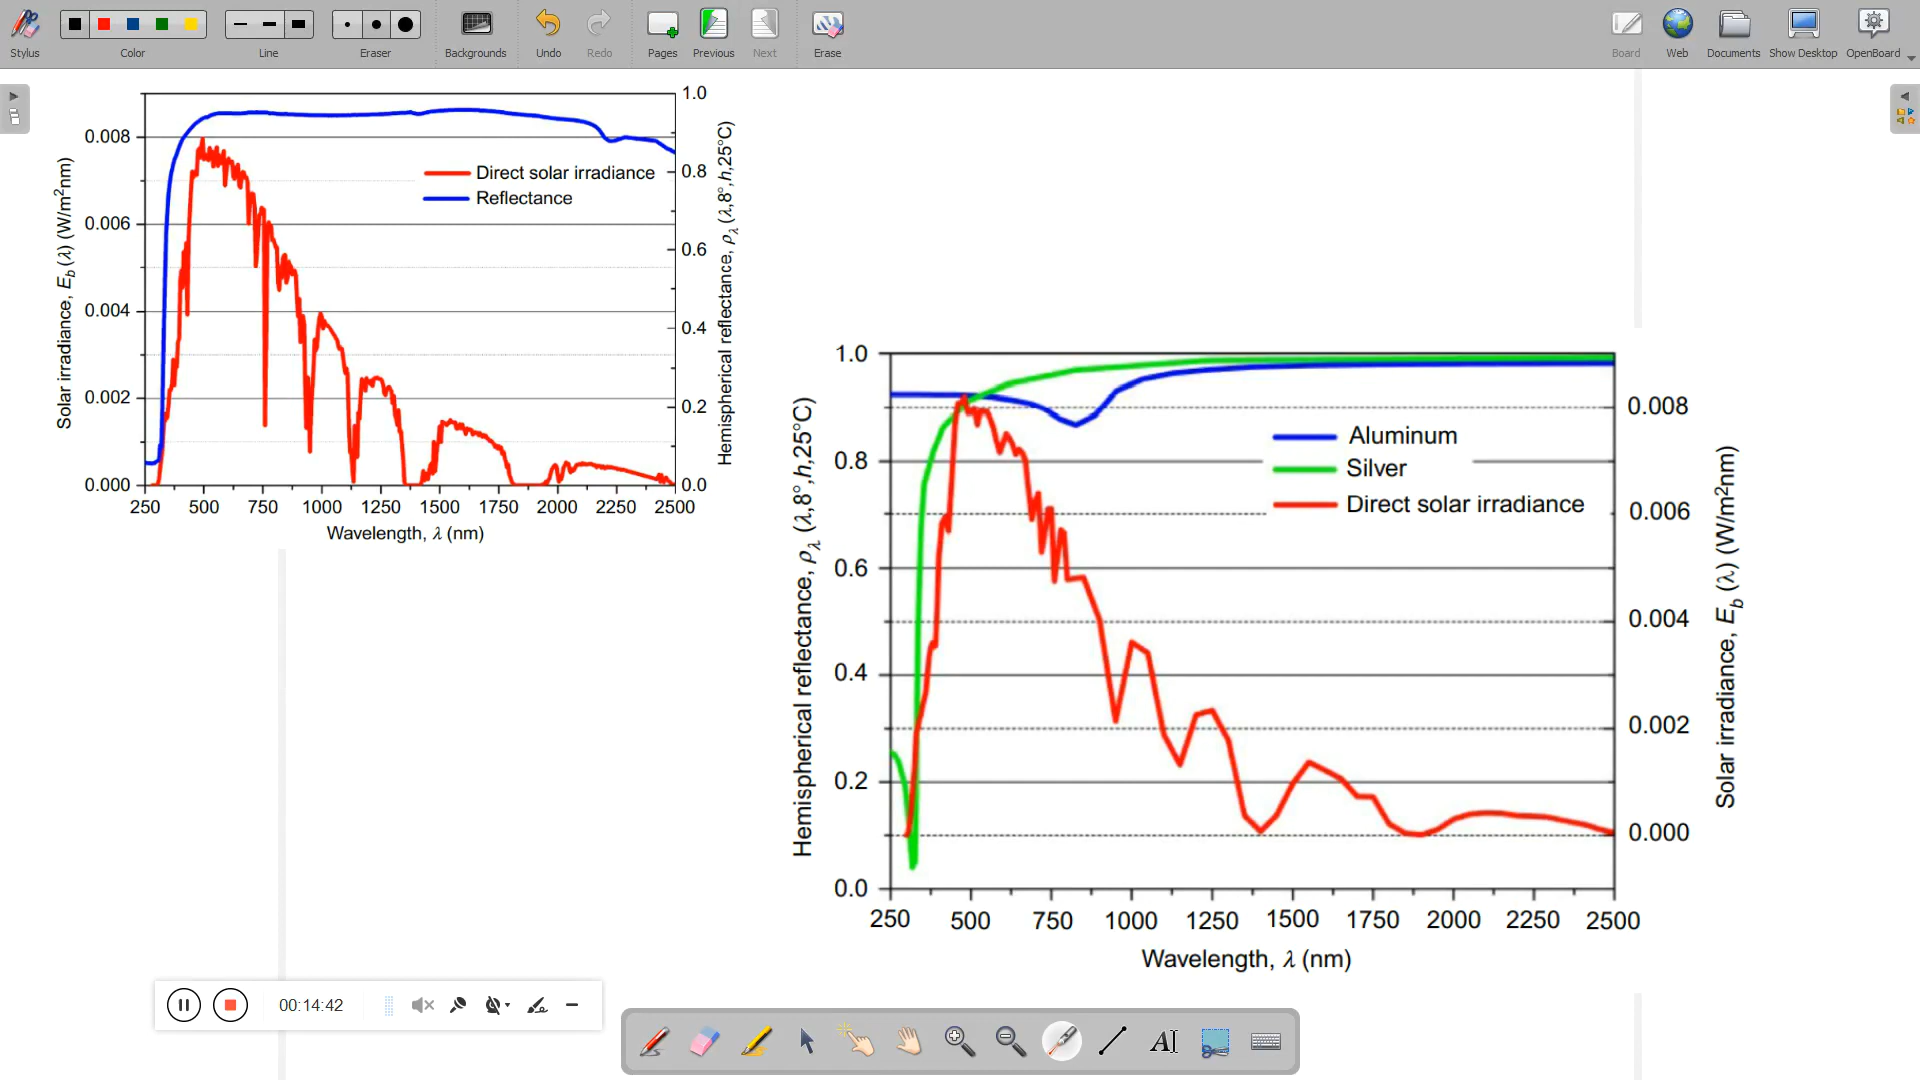 Stylus
Color
Line
Eraser
Backgrounds
Undo
Redo
Pages
Previous
Next
Erase
Board
Web
Documents
Show Desktop
OpenBoard
Solar irradiance, E_b (λ) (W/m²nm)
0.008
0.006
0.004
0.002
0.000
Direct solar irradiance
Reflectance
1.0
0.8
0.6
0.4
0.2
0.0
Hemispherical reflectance, ρ_λ (λ,8°,h,25°C)
250 500 750 1000 1250 1500 1750 2000 2250 2500
Wavelength, λ (nm)
Hemispherical reflectance, ρ_λ (λ,8°,h,25°C)
1.0
0.8
0.6
0.4
0.2
0.0
Aluminum
Silver
Direct solar irradiance
0.008
0.006
0.004
0.002
0.000
Solar irradiance, E_b (λ) (W/m²nm)
250 500 750 1000 1250 1500 1750 2000 2250 2500
Wavelength, λ (nm)
00:14:42
AI